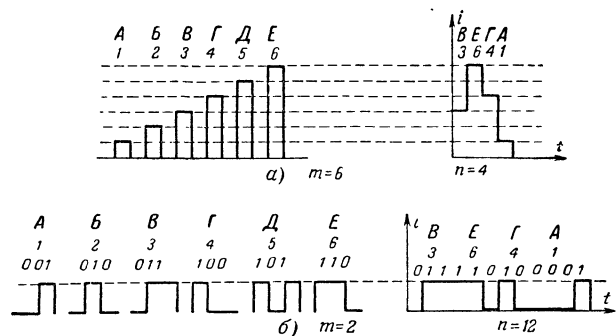 А Б В Г Д Е
1 2 3 4 5 6
i
В Е Г А
3 6 4 1
t
а) m=6
n=4
А Б В Г Д Е
1 2 3 4 5 6
001 010 011 100 101 110
i
В Е Г А
3 6 4 1
0 1 1 1 1 0 1 0 0 0 0 1
t
б) m=2
n=12